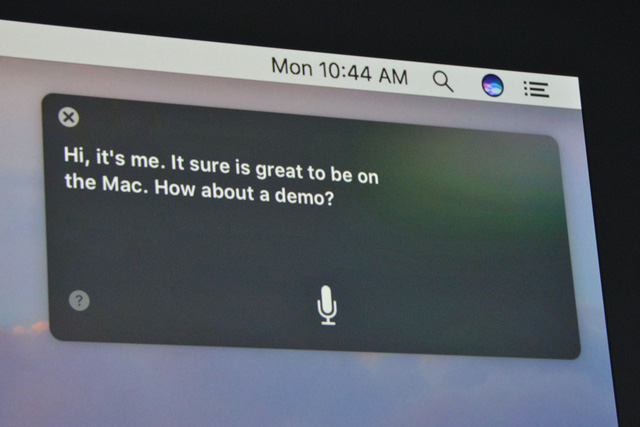 Mon 10:44 AM
Hi, it's me. It sure is great to be on
the Mac. How about a demo?
?